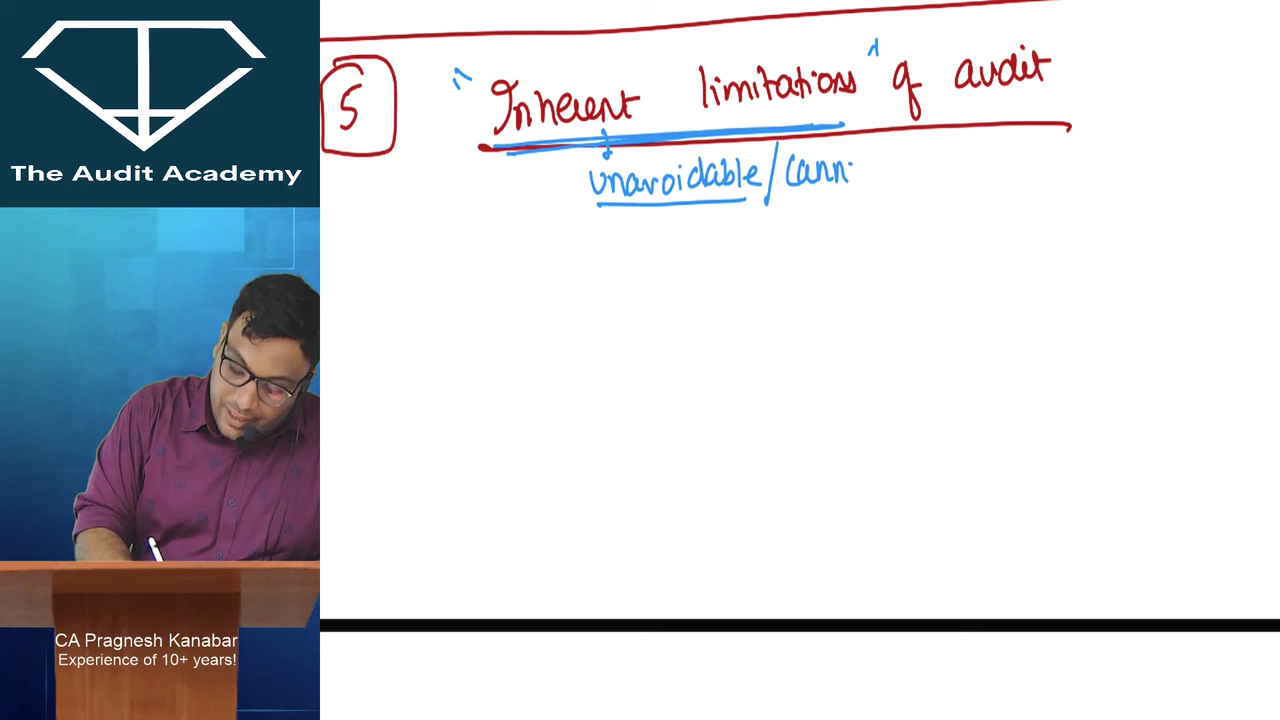 The Audit Academy
5
"Inherent limitations" of audit
unavoidable/cann
CA Pragnesh Kanabar
Experience of 10+ years!